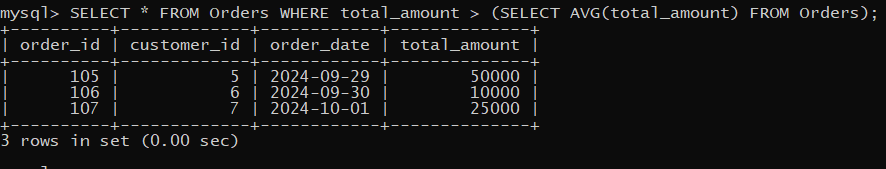 mysql> SELECT * FROM Orders WHERE total_amount > (SELECT AVG(total_amount) FROM Orders);
+----------+-------------+------------+--------------+
| order_id | customer_id | order_date | total_amount |
+----------+-------------+------------+--------------+
|      105 |           5 | 2024-09-29 |        50000 |
|      106 |           6 | 2024-09-30 |        10000 |
|      107 |           7 | 2024-10-01 |        25000 |
+----------+-------------+------------+--------------+
3 rows in set (0.00 sec)